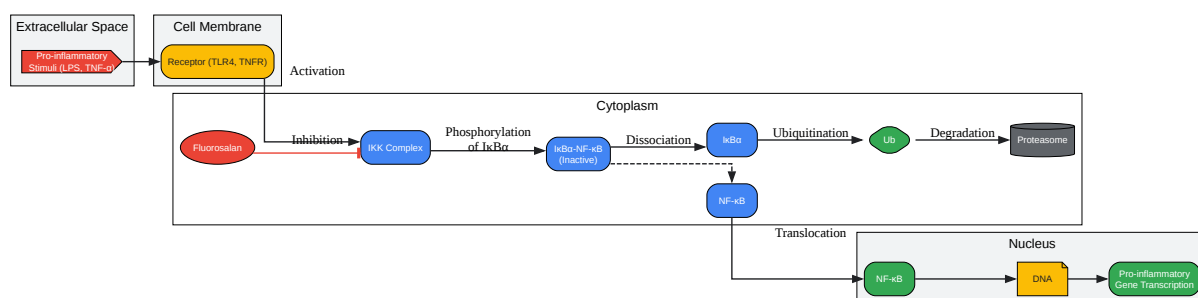 Extracellular Space
Pro-inflammatory
Stimuli (LPS, TNF-α)
Cell Membrane
Receptor (TLR4, TNFR)
Activation
Cytoplasm
Fluorosalan
Inhibition
IKK Complex
Phosphorylation
of IκBα
IκBα-NF-κB
(Inactive)
Dissociation
IκBα
Ubiquitination
Ub
Degradation
Proteasome
NF-κB
Translocation
Nucleus
NF-κB
DNA
Pro-inflammatory
Gene Transcription